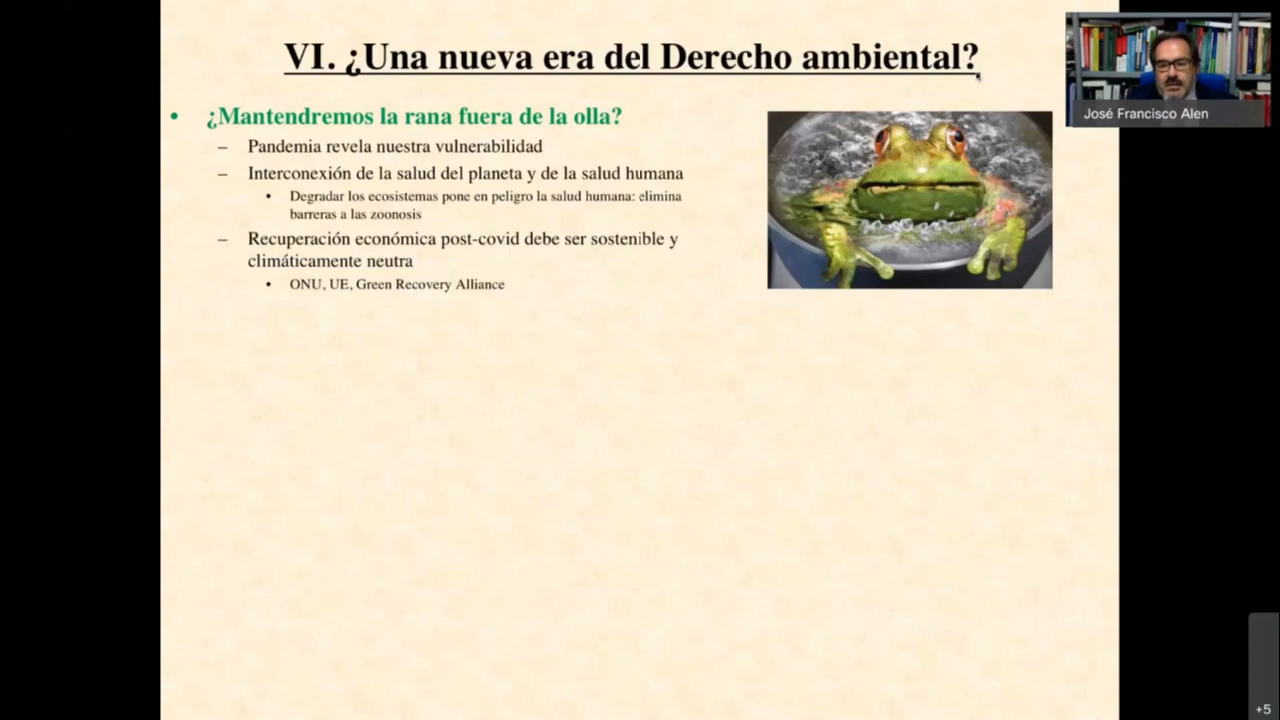 VI. ¿Una nueva era del Derecho ambiental?
José Francisco Alen
• ¿Mantendremos la rana fuera de la olla?
– Pandemia revela nuestra vulnerabilidad
– Interconexión de la salud del planeta y de la salud humana
• Degradar los ecosistemas pone en peligro la salud humana: elimina
barreras a las zoonosis
– Recuperación económica post-covid debe ser sostenible y
climáticamente neutra
• ONU, UE, Green Recovery Alliance
+5